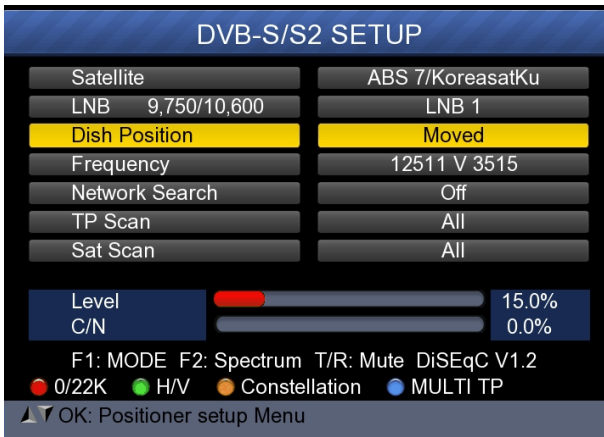 DVB-S/S2 SETUP
Satellite ABS 7/KoreasatKu
LNB 9,750/10,600 LNB 1
Dish Position Moved
Frequency 12511 V 3515
Network Search Off
TP Scan All
Sat Scan All
Level 15.0%
C/N 0.0%
F1: MODE F2: Spectrum T/R: Mute DiSEqC V1.2
0/22K H/V Constellation MULTI TP
OK: Positioner setup Menu